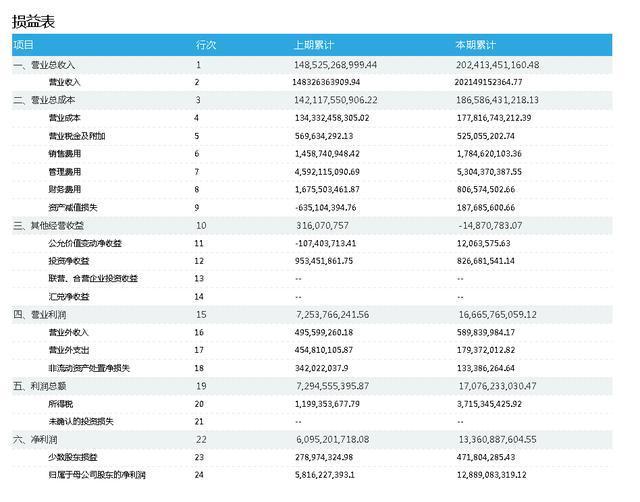 损益表
项目 行次 上期累计 本期累计
一、营业总收入 1 148,525,268,999.44 202,413,451,160.48
营业收入 2 148326363909.94 202149152364.77
二、营业总成本 3 142,117,550,906.22 186,586,431,218.13
营业成本 4 134,332,458,305.02 177,816,743,212.39
营业税金及附加 5 569,634,292.13 525,055,202.74
销售费用 6 1,458,740,948.42 1,784,620,103.36
管理费用 7 4,592,115,090.69 5,304,370,387.55
财务费用 8 1,675,503,461.87 806,574,502.66
资产减值损失 9 -635,104,394.76 187,685,600.66
三、其他经营收益 10 316,070,757 -14,870,783.07
公允价值变动净收益 11 -107,403,713.41 12,063,575.63
投资净收益 12 953,451,861.75 826,681,541.14
联营、合营企业投资收益 13 -- --
汇兑净收益 14 -- --
四、营业利润 15 7,253,766,241.56 16,665,765,059.12
营业外收入 16 495,599,260.18 589,839,984.17
营业外支出 17 454,810,105.87 179,372,012.82
非流动资产处置净损失 18 342,022,037.9 133,386,264.64
五、利润总额 19 7,294,555,395.87 17,076,233,030.47
所得税 20 1,199,353,677.79 3,715,345,425.92
未确认的投资损失 21 -- --
六、净利润 22 6,095,201,718.08 13,360,887,604.55
少数股东损益 23 278,974,324.98 471,804,285.43
归属于母公司股东的净利润 24 5,816,227,393.1 12,889,083,319.12